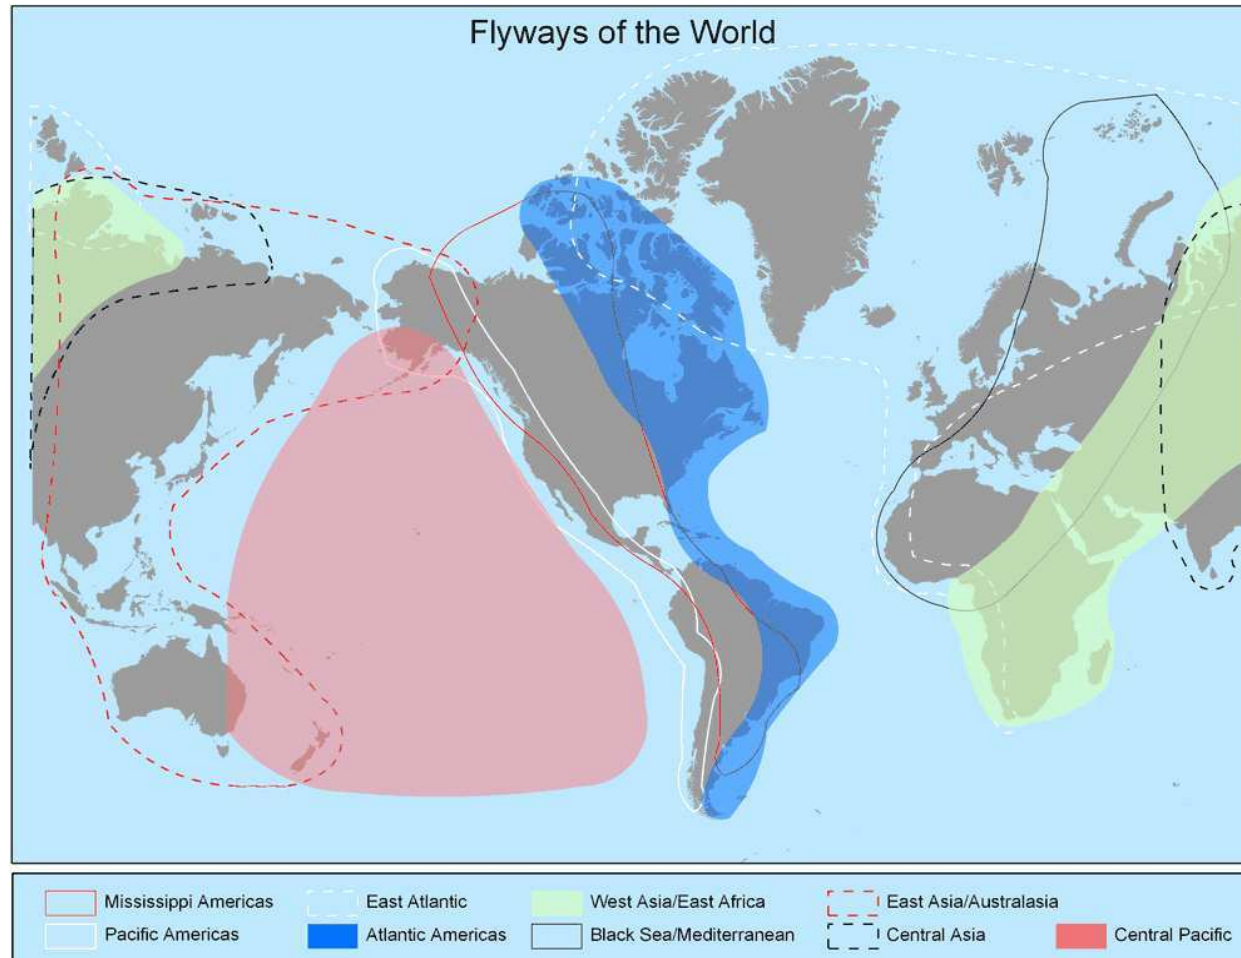 Flyways of the World
Mississippi Americas East Atlantic West Asia/East Africa East Asia/Australasia
Pacific Americas Atlantic Americas Black Sea/Mediterranean Central Asia Central Pacific